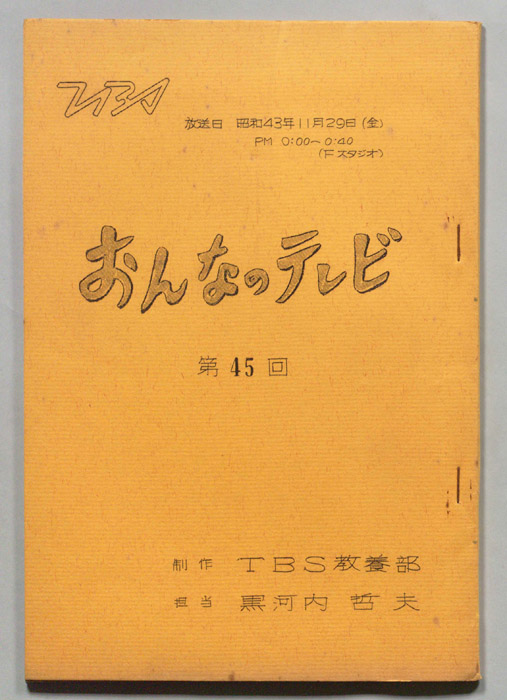 TBS
放送日 昭和43年11月29日(金)
PM 0:00～0:40
(Fスタジオ)
おんなのテレビ
第45回
制作 TBS教養部
担当 黒河内 哲夫